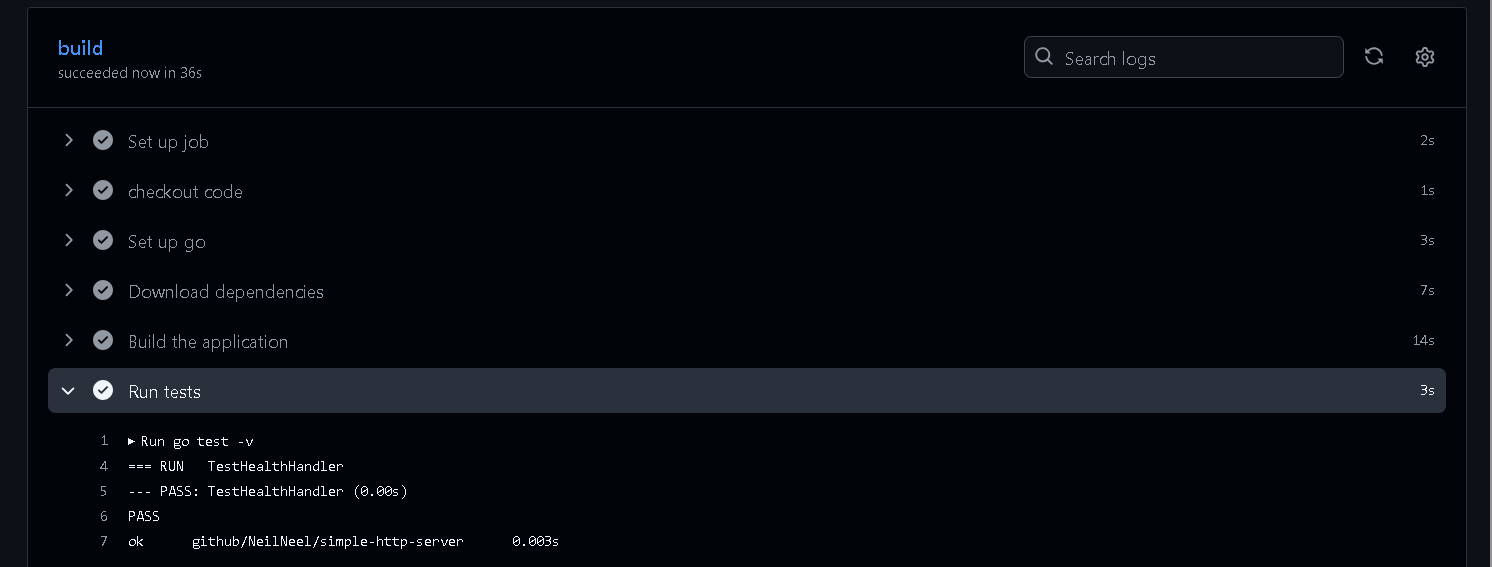 build
succeeded now in 36s
Search logs
Set up job 2s
checkout code 1s
Set up go 3s
Download dependencies 7s
Build the application 14s
Run tests 3s
1 Run go test -v
4 === RUN   TestHealthHandler
5 --- PASS: TestHealthHandler (0.00s)
6 PASS
7 ok      github/NeilNeel/simple-http-server      0.003s